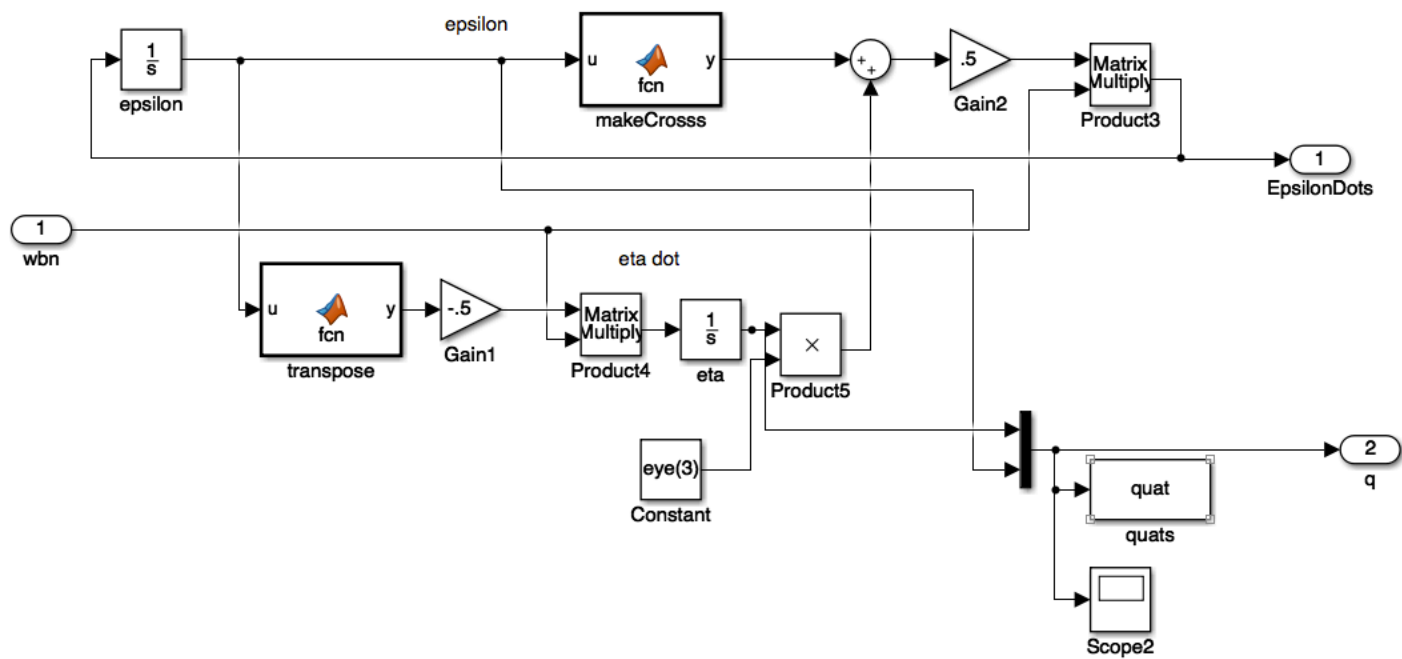 epsilon
1
s
epsilon
u
fcn
y
makeCrosss
+
+
.5
Gain2
Matrix
Multiply
Product3
1
EpsilonDots
1
wbn
eta dot
u
fcn
y
transpose
-.5
Gain1
Matrix
Multiply
Product4
1
s
eta
×
Product5
eye(3)
Constant
2
q
quat
quats
Scope2